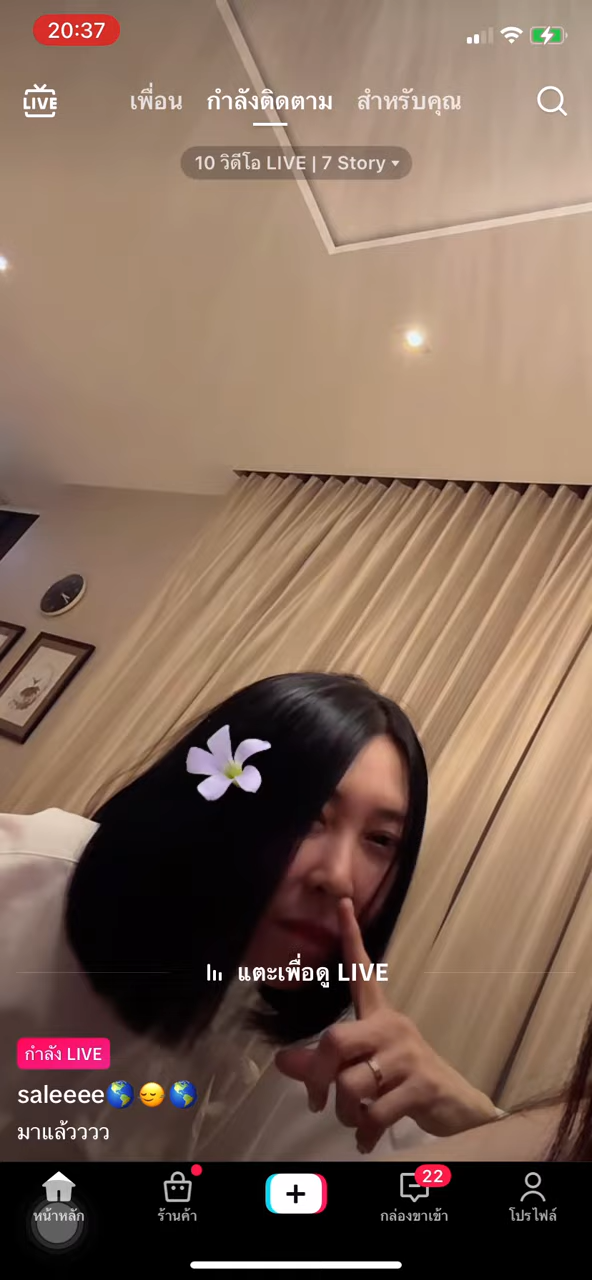 20:37
LIVE
เพื่อน กำลังติดตาม สำหรับคุณ
10 วิดีโอ LIVE | 7 Story
แตะเพื่อดู LIVE
กำลัง LIVE
saleeee🌎😌🌎
มาแล้วววว
22
หน้าหลัก ร้านค้า กล่องขาเข้า โปรไฟล์